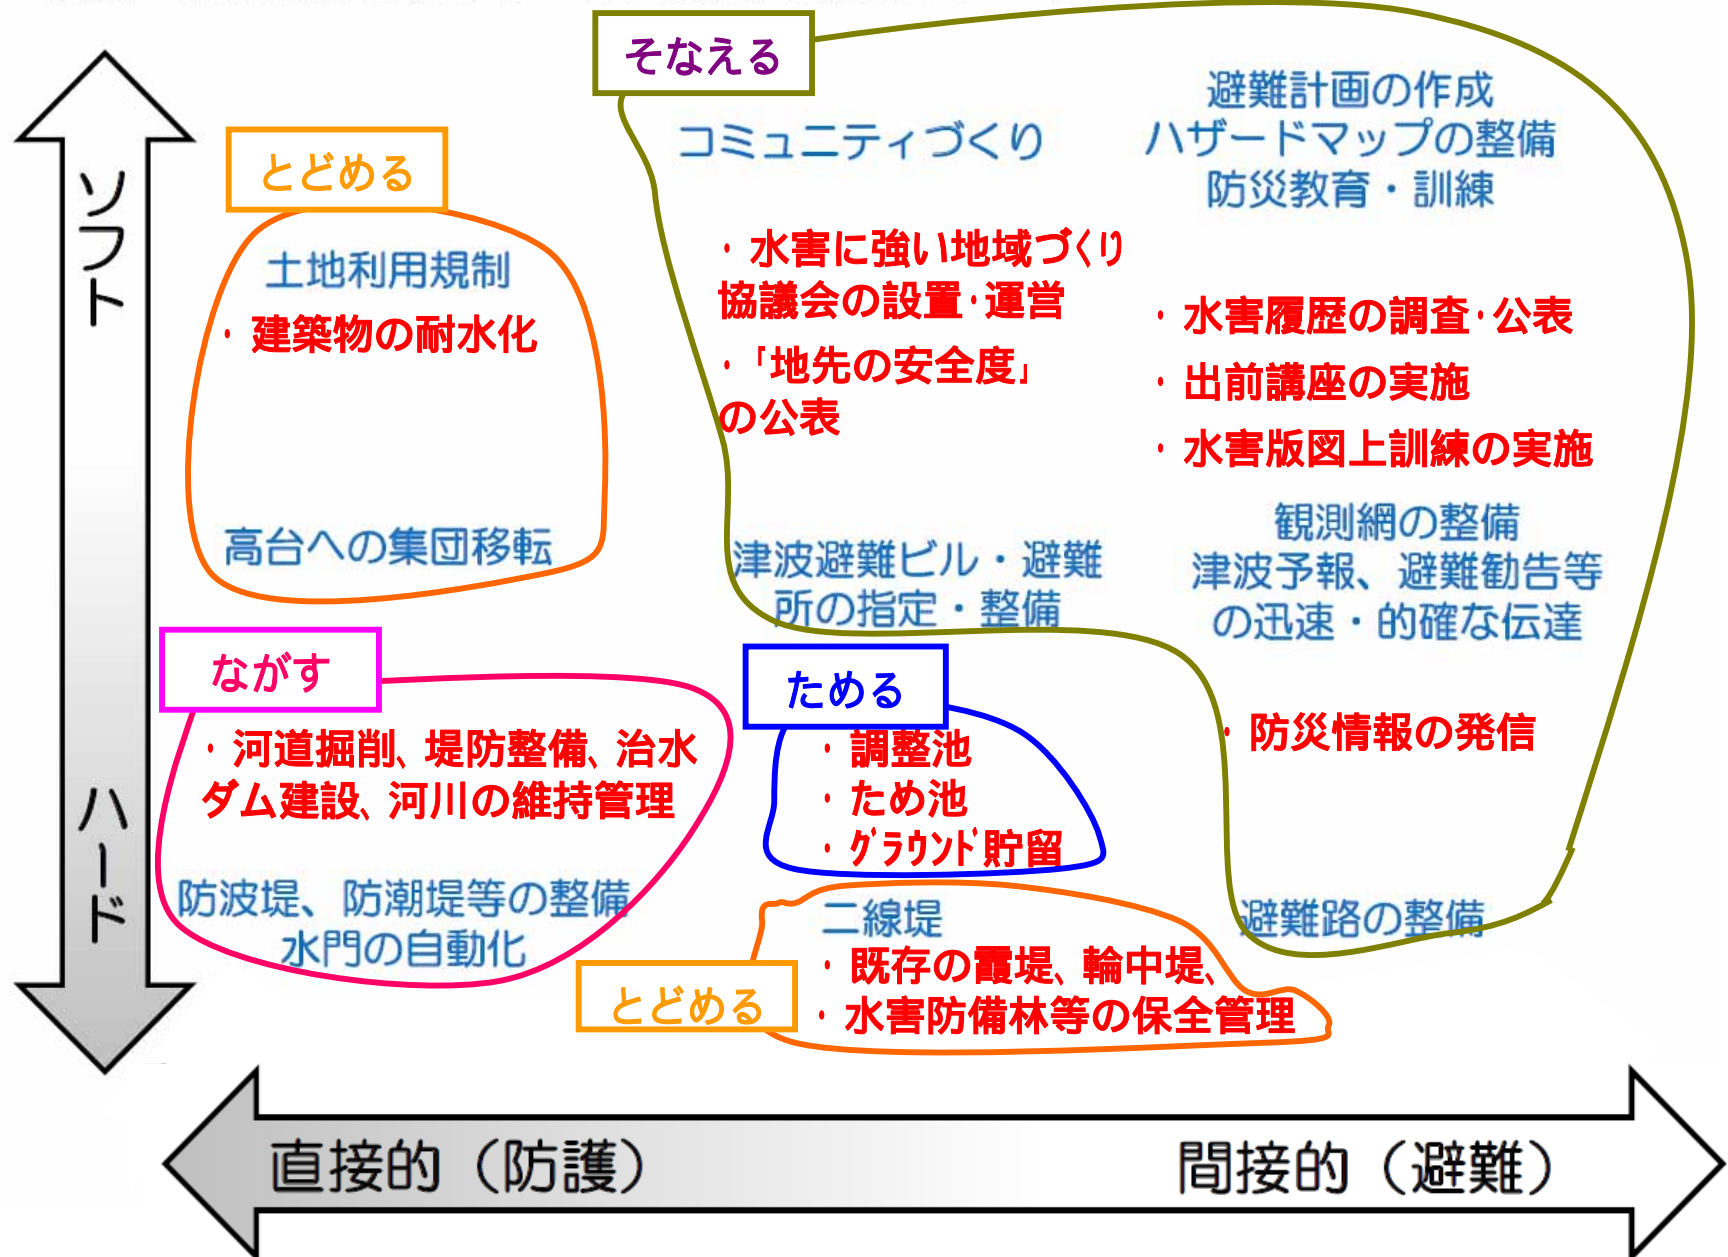 そなえる
避難計画の作成
ハザードマップの整備
防災教育・訓練
コミュニティづくり
とどめる
ソフト
土地利用規制
・建築物の耐水化
・水害に強い地域づくり
協議会の設置・運営
・「地先の安全度」
の公表
・水害履歴の調査・公表
・出前講座の実施
・水害版図上訓練の実施
高台への集団移転
津波避難ビル・避難
所の指定・整備
観測網の整備
津波予報、避難勧告等
の迅速・的確な伝達
ながす
・河道掘削、堤防整備、治水
ダム建設、河川の維持管理
ためる
・調整池
・ため池
・グラウンド貯留
・防災情報の発信
ハード
防波堤、防潮堤等の整備
水門の自動化
二線堤
・既存の霞堤、輪中堤、
・水害防備林等の保全管理
とどめる
避難路の整備
直接的（防護）
間接的（避難）